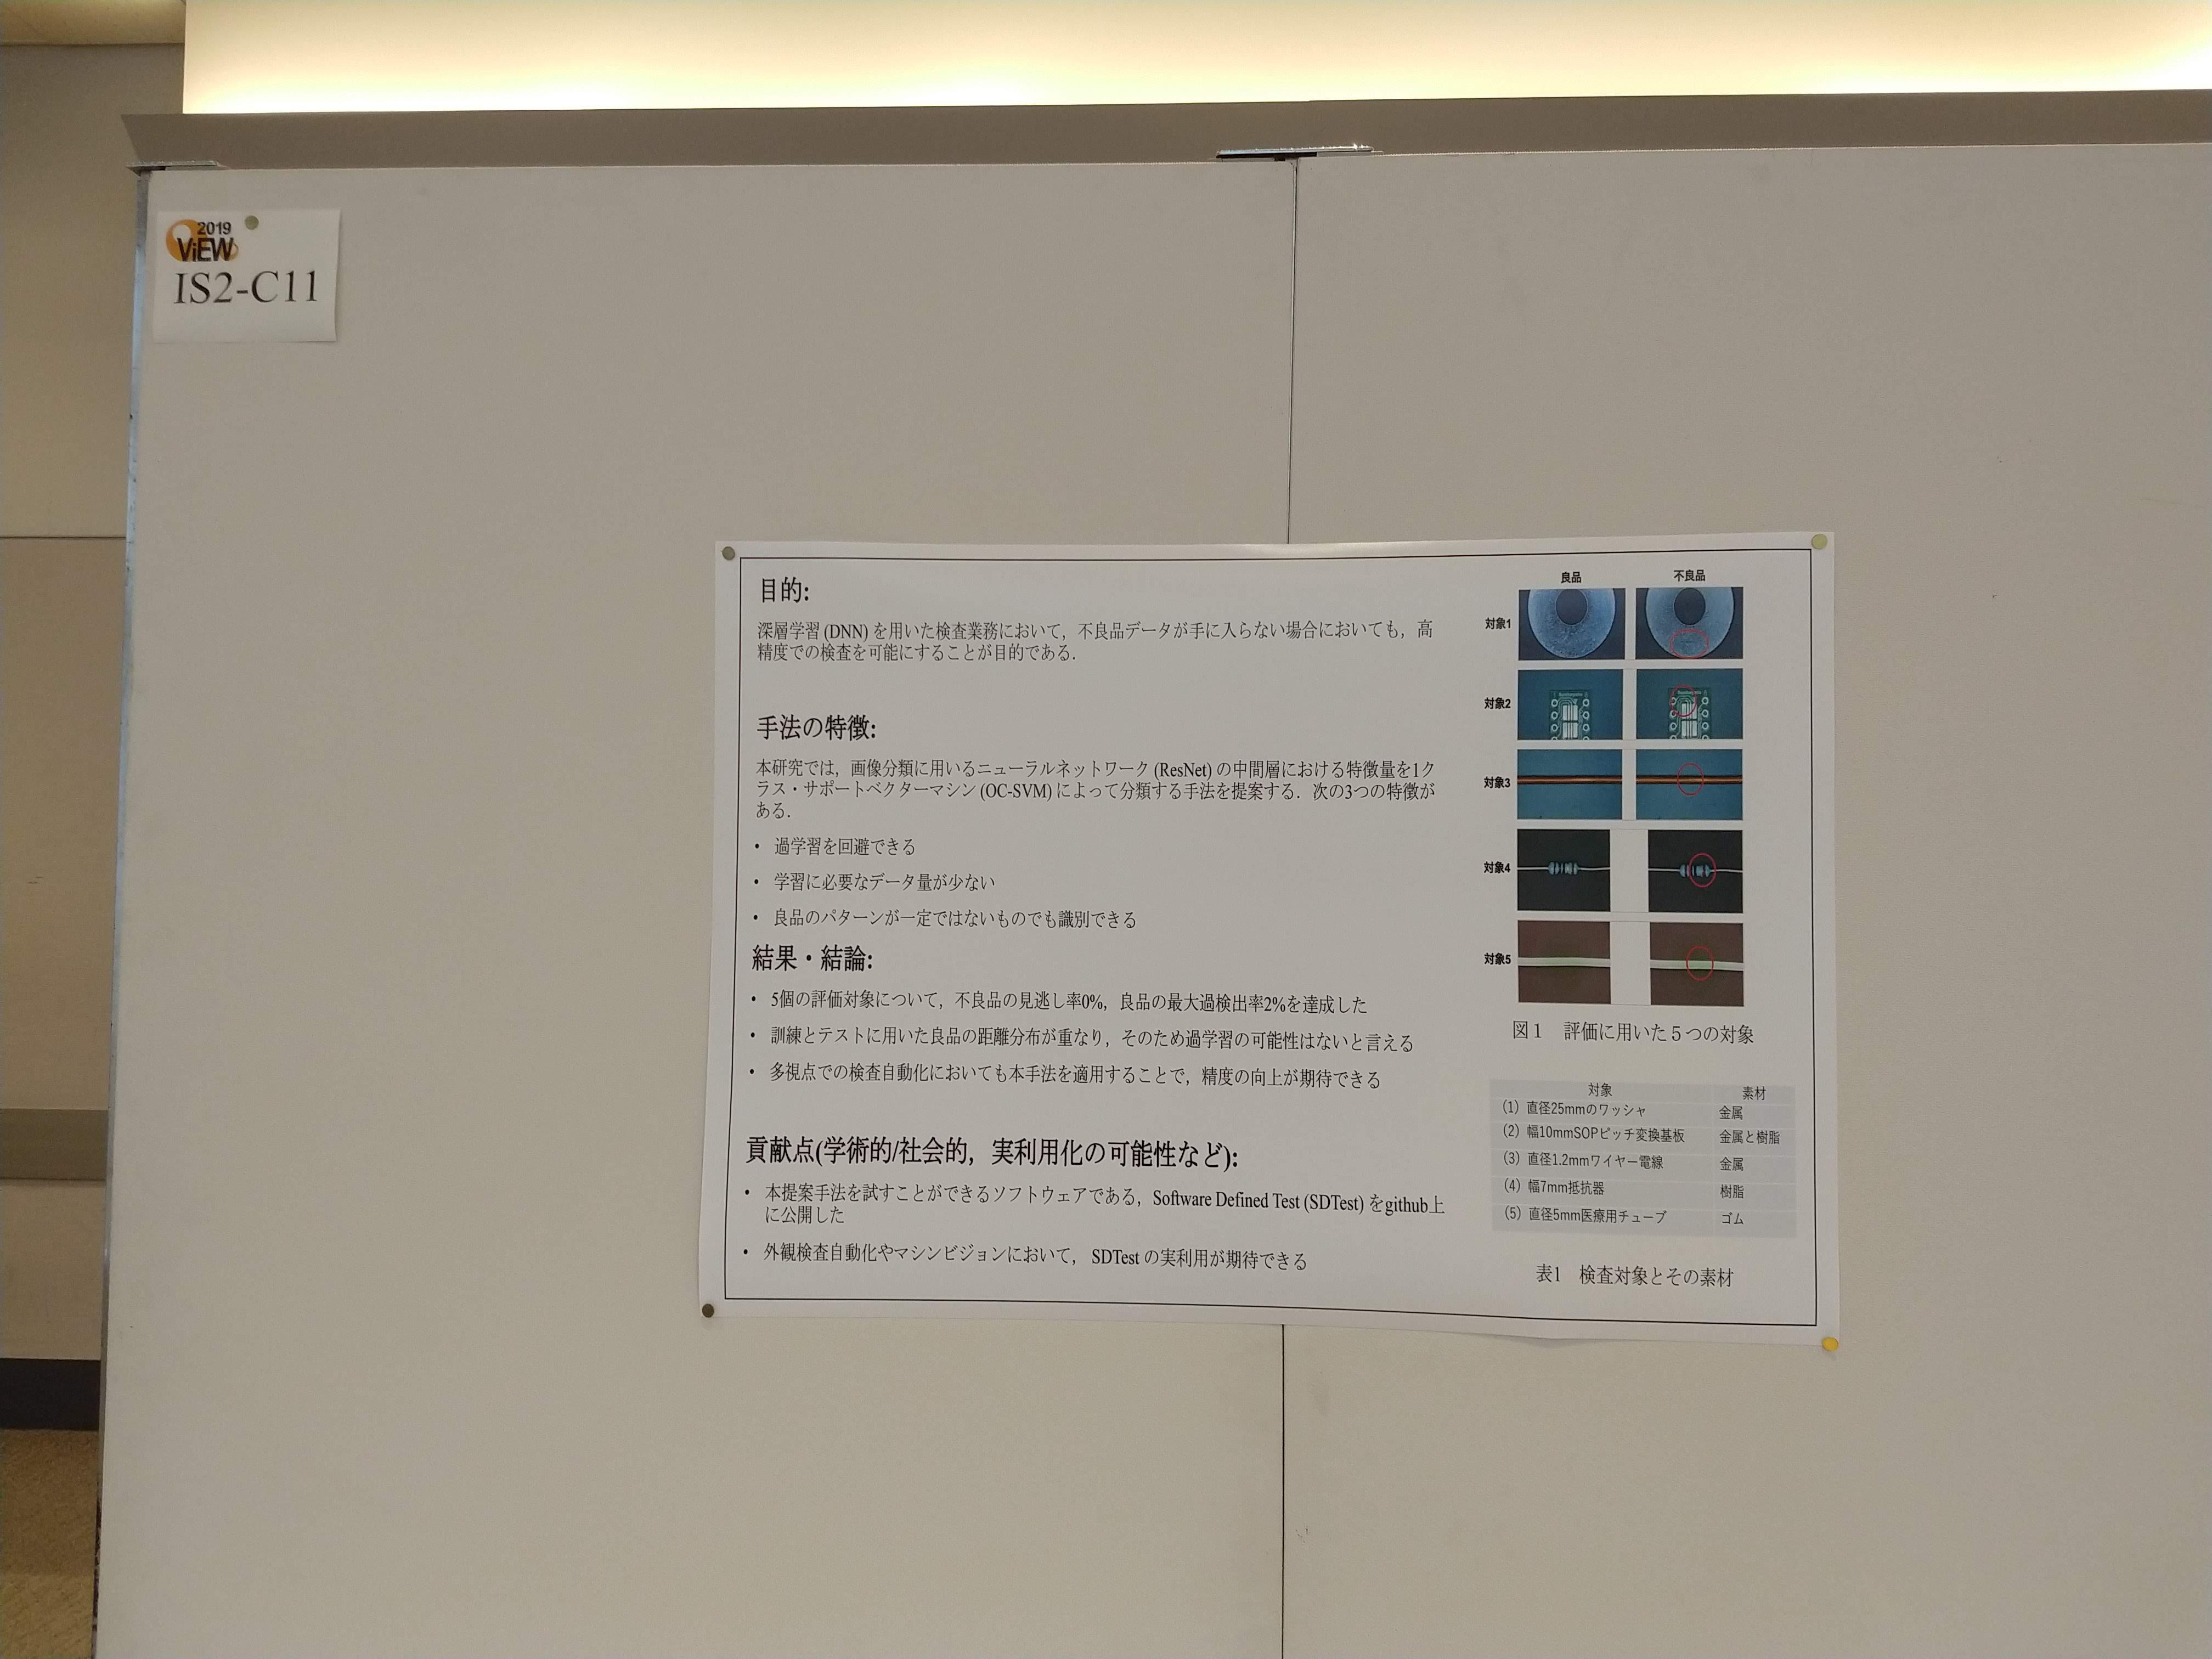 2019
ViEW
IS2-C11
目的:
深層学習 (DNN) を用いた検査業務において，不良品データが手に入らない場合においても，高
精度での検査を可能にすることが目的である．
手法の特徴:
本研究では，画像分類に用いるニューラルネットワーク (ResNet) の中間層における特徴量を1ク
ラス・サポートベクターマシン (OC-SVM) によって分類する手法を提案する．次の3つの特徴が
ある．
• 過学習を回避できる
• 学習に必要なデータ量が少ない
• 良品のパターンが一定ではないものでも識別できる
結果・結論:
• 5個の評価対象について，不良品の見逃し率0%，良品の最大過検出率2%を達成した
• 訓練とテストに用いた良品の距離分布が重なり，そのため過学習の可能性はないと言える
• 多視点での検査自動化においても本手法を適用することで，精度の向上が期待できる
貢献点(学術的/社会的，実利用化の可能性など):
• 本提案手法を試すことができるソフトウェアである，Software Defined Test (SDTest) をgithub上
に公開した
• 外観検査自動化やマシンビジョンにおいて， SDTest の実利用が期待できる
良品 不良品
対象1
対象2
対象3
対象4
対象5
図１ 評価に用いた５つの対象
対象 素材
（1）直径25mmのワッシャ 金属
（2）幅10mmSOPピッチ変換基板 金属と樹脂
（3）直径1.2mmワイヤー電線 金属
（4）幅7mm抵抗器 樹脂
（5）直径5mm医療用チューブ ゴム
表1 検査対象とその素材